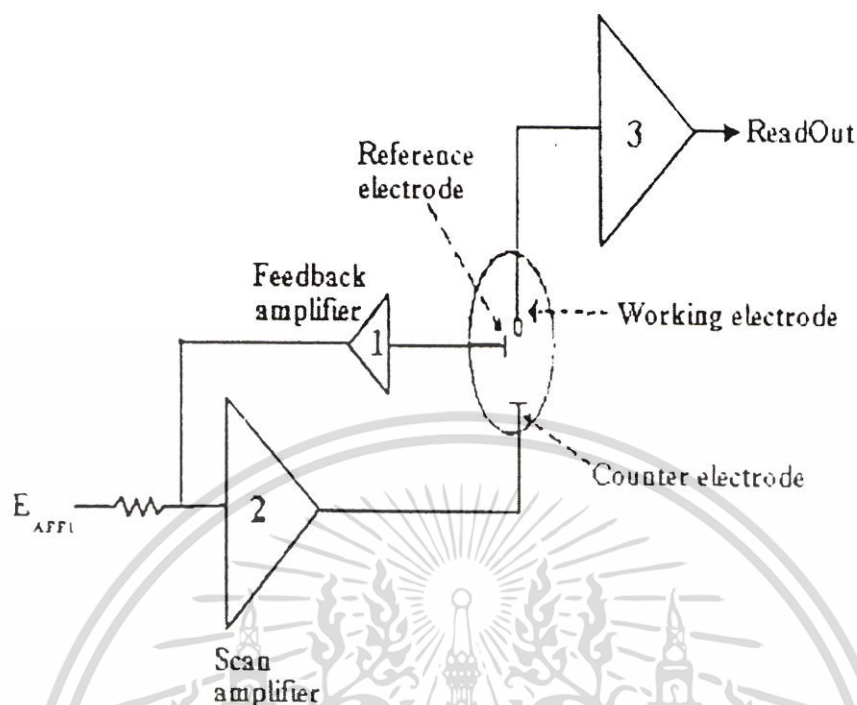 3
ReadOut
Reference
electrode
Feedback
amplifier
1
Working electrode
Counter electrode
E
2
Scan
amplifier